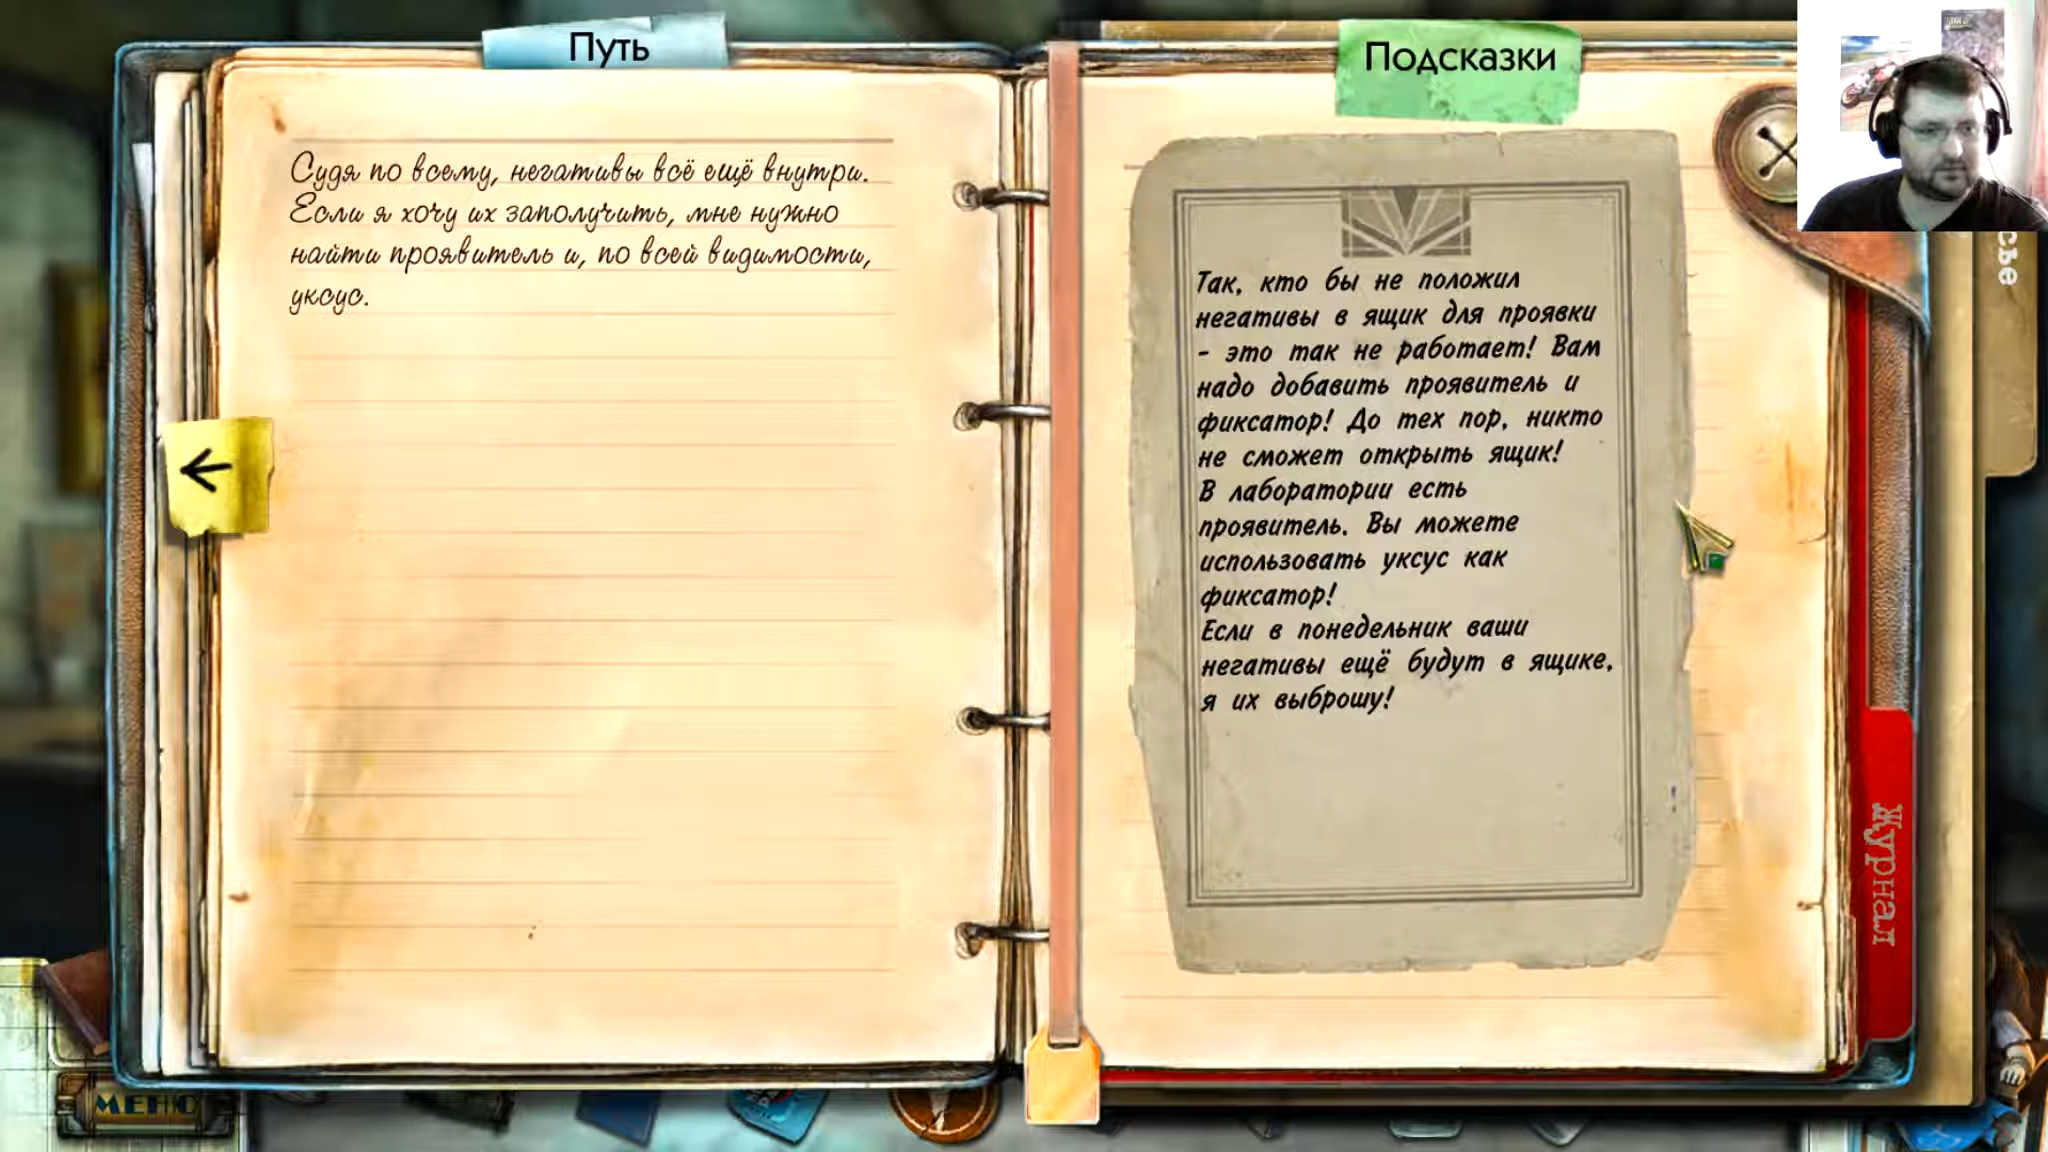 Путь
Судя по всему, негативы всё ещё внутри.
Если я хочу их заполучить, мне нужно
найти проявитель и, по всей видимости,
уксус.
Подсказки
Так, кто бы не положил
негативы в ящик для проявки
- это так не работает! Вам
надо добавить проявитель и
фиксатор! До тех пор, никто
не сможет открыть ящик!
В лаборатории есть
проявитель. Вы можете
использовать уксус как
фиксатор!
Если в понедельник ваши
негативы ещё будут в ящике,
я их выброшу!
Журнал
МЕНЮ